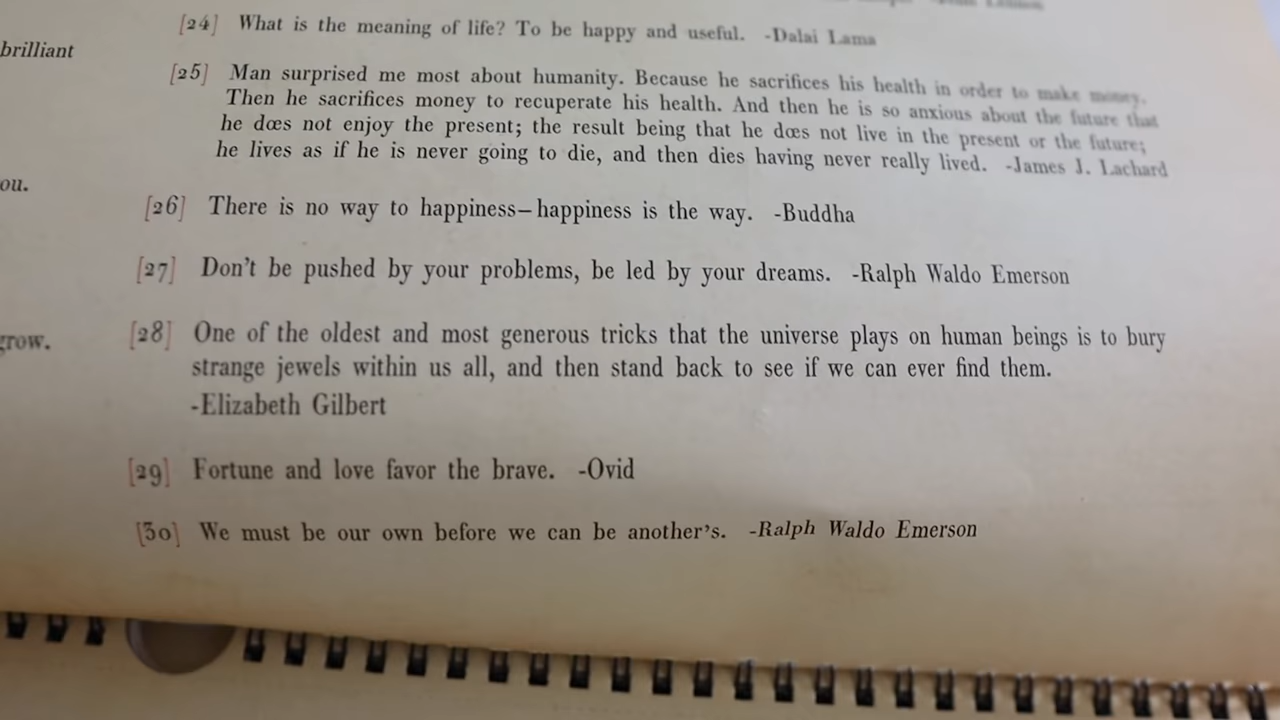 brilliant
ou.
grow.
[24] What is the meaning of life? To be happy and useful. -Dalai Lama
[25] Man surprised me most about humanity. Because he sacrifices his health in order to make money.
Then he sacrifices money to recuperate his health. And then he is so anxious about the future that
he dœs not enjoy the present; the result being that he dœs not live in the present or the future;
he lives as if he is never going to die, and then dies having never really lived. -James J. Lachard
[26] There is no way to happiness–happiness is the way. -Buddha
[27] Don't be pushed by your problems, be led by your dreams. -Ralph Waldo Emerson
[28] One of the oldest and most generous tricks that the universe plays on human beings is to bury
strange jewels within us all, and then stand back to see if we can ever find them.
-Elizabeth Gilbert
[29] Fortune and love favor the brave. -Ovid
[30] We must be our own before we can be another's. -Ralph Waldo Emerson